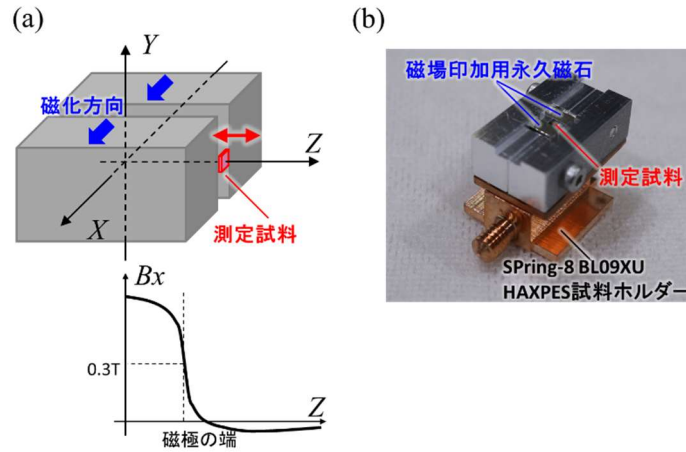 (a)
Y
磁化方向
Z
X
測定試料
Bx
0.3T
Z
磁極の端
(b)
磁場印加用永久磁石
測定試料
SPring-8 BL09XU
HAXPES試料ホルダー